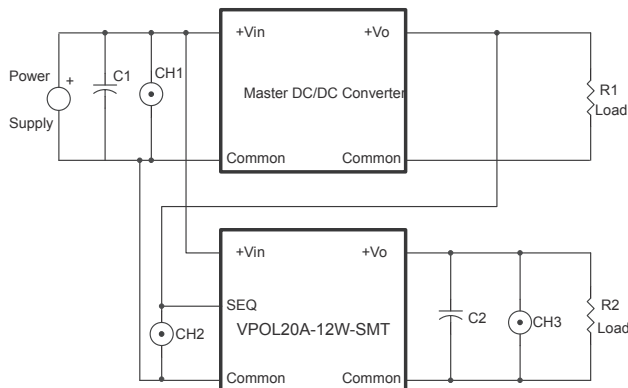 +Vin
+Vo
Power
+
C1
CH1
Master DC/DC Converter
R1
Load
Supply
Common
Common
+Vin
+Vo
SEQ
CH2
VPOL20A-12W-SMT
C2
CH3
R2
Load
Common
Common